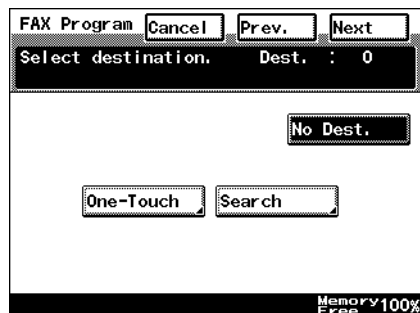 FAX Program Cancel Prev. Next
Select destination. Dest. : 0
No Dest.
One-Touch Search
Memory
Free 100%